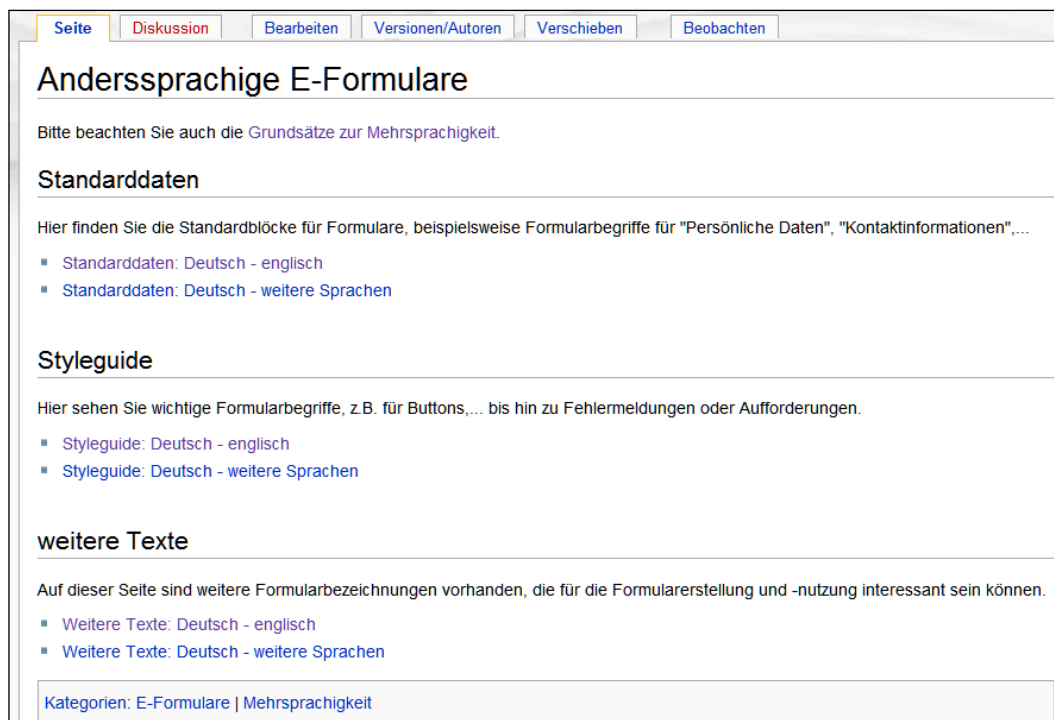 Seite Diskussion Bearbeiten Versionen/Autoren Verschieben Beobachten
Anderssprachige E-Formulare
Bitte beachten Sie auch die Grundsätze zur Mehrsprachigkeit.
Standarddaten
Hier finden Sie die Standardblöcke für Formulare, beispielsweise Formularbegriffe für "Persönliche Daten", "Kontaktinformationen",...
Standarddaten: Deutsch - englisch
Standarddaten: Deutsch - weitere Sprachen
Styleguide
Hier sehen Sie wichtige Formularbegriffe, z.B. für Buttons,... bis hin zu Fehlermeldungen oder Aufforderungen.
Styleguide: Deutsch - englisch
Styleguide: Deutsch - weitere Sprachen
weitere Texte
Auf dieser Seite sind weitere Formularbezeichnungen vorhanden, die für die Formularerstellung und -nutzung interessant sein können.
Weitere Texte: Deutsch - englisch
Weitere Texte: Deutsch - weitere Sprachen
Kategorien: E-Formulare | Mehrsprachigkeit